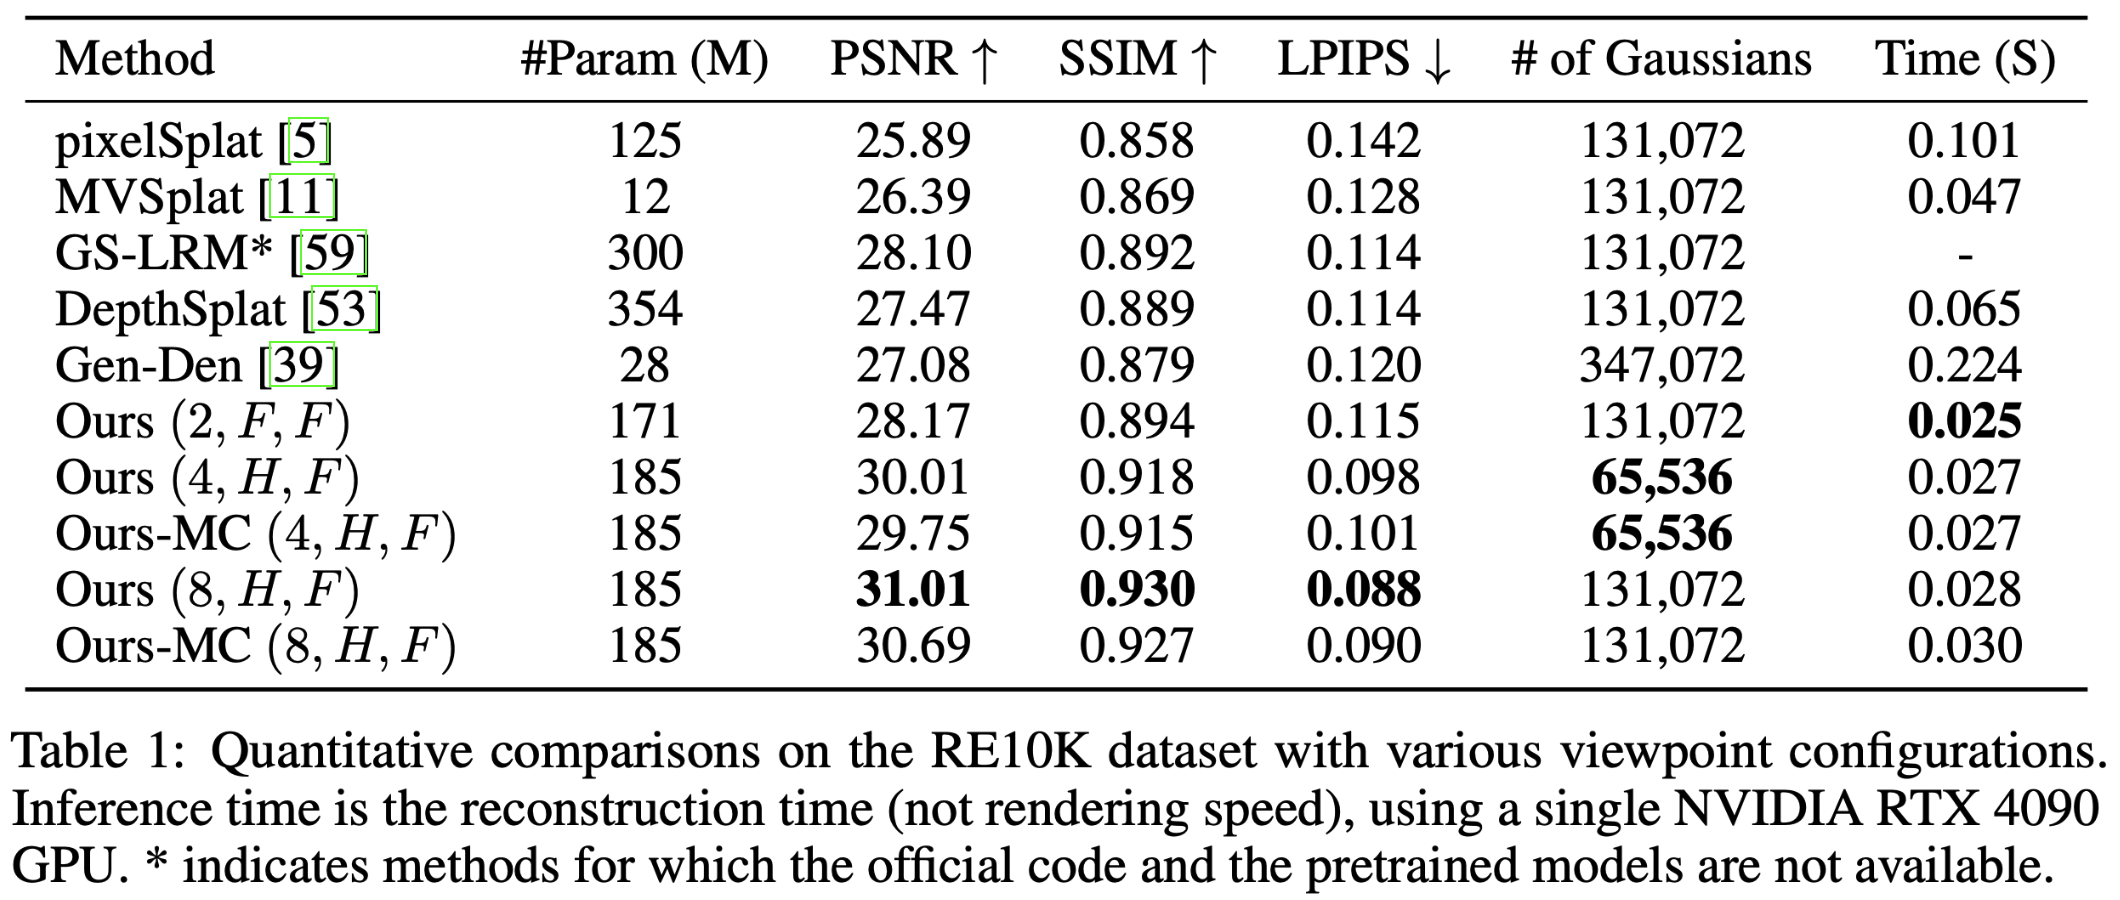 Method #Param (M) PSNR ↑ SSIM ↑ LPIPS ↓ # of Gaussians Time (S)
pixelSplat [5] 125 25.89 0.858 0.142 131,072 0.101
MVSplat [11] 12 26.39 0.869 0.128 131,072 0.047
GS-LRM* [59] 300 28.10 0.892 0.114 131,072 -
DepthSplat [53] 354 27.47 0.889 0.114 131,072 0.065
Gen-Den [39] 28 27.08 0.879 0.120 347,072 0.224
Ours (2, F, F) 171 28.17 0.894 0.115 131,072 0.025
Ours (4, H, F) 185 30.01 0.918 0.098 65,536 0.027
Ours-MC (4, H, F) 185 29.75 0.915 0.101 65,536 0.027
Ours (8, H, F) 185 31.01 0.930 0.088 131,072 0.028
Ours-MC (8, H, F) 185 30.69 0.927 0.090 131,072 0.030
Table 1: Quantitative comparisons on the RE10K dataset with various viewpoint configurations.
Inference time is the reconstruction time (not rendering speed), using a single NVIDIA RTX 4090
GPU. * indicates methods for which the official code and the pretrained models are not available.